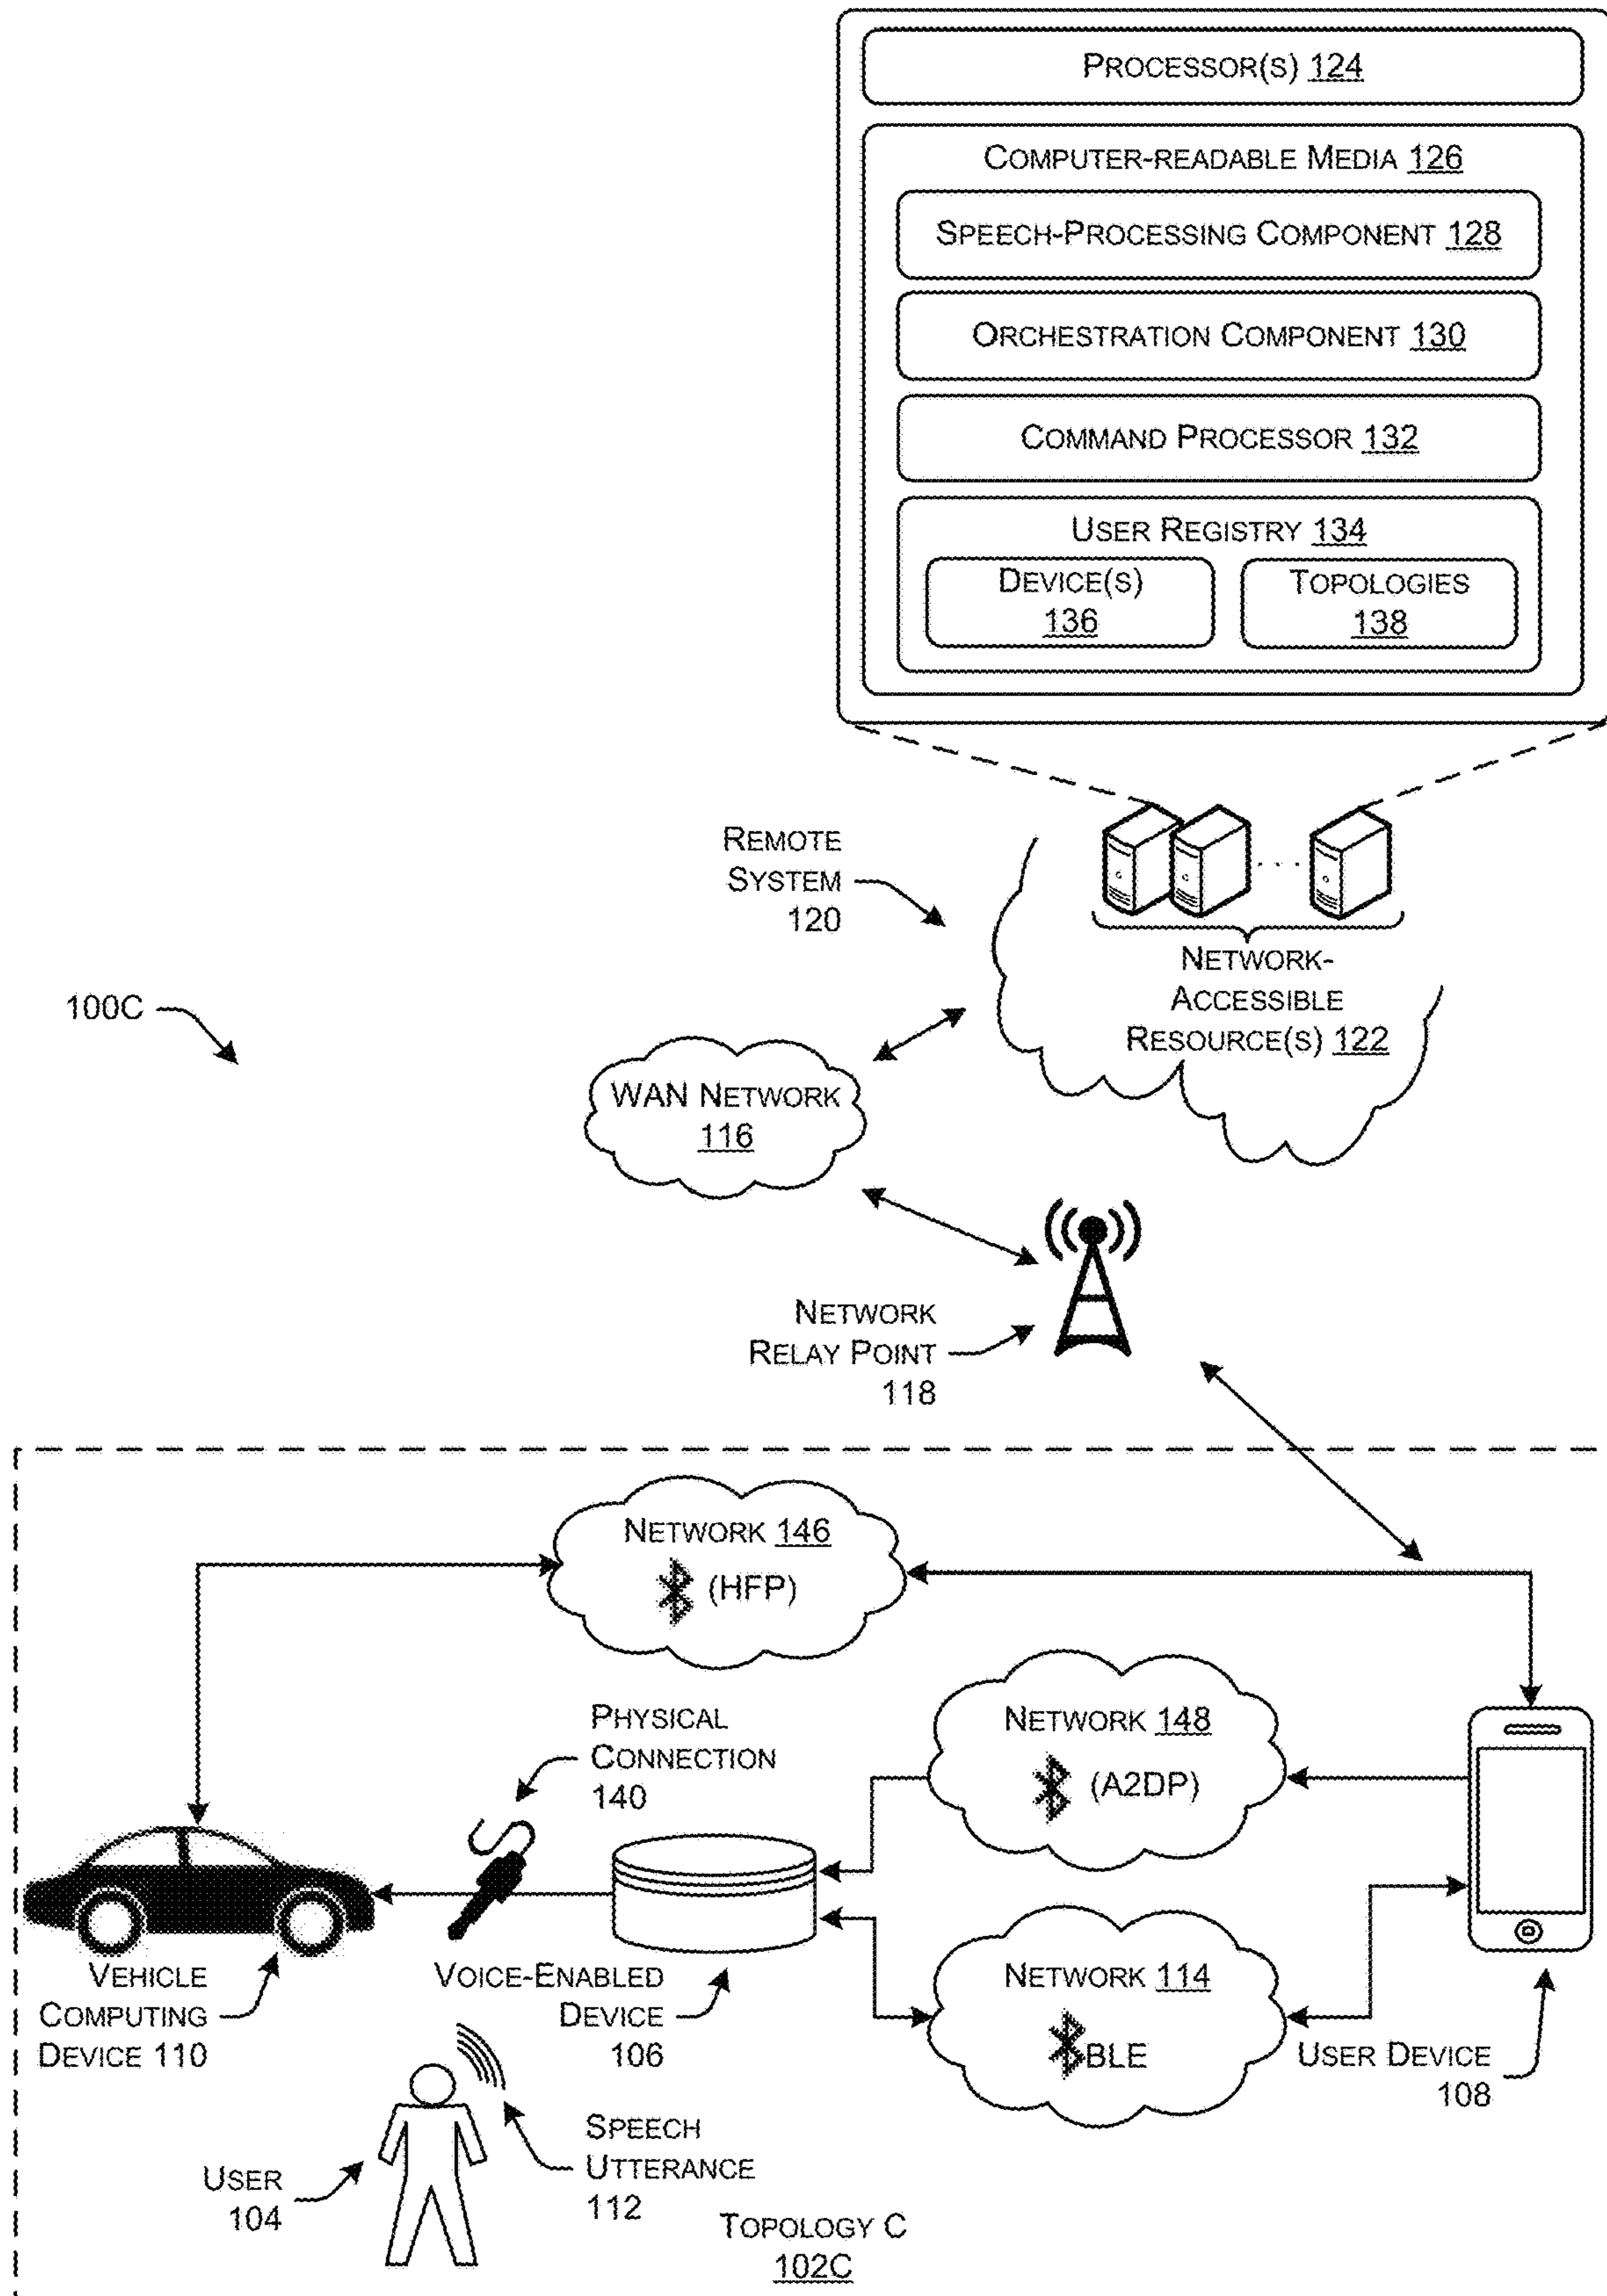 PROCESSOR(S) 124
COMPUTER-READABLE MEDIA 126
SPEECH-PROCESSING COMPONENT 128
ORCHESTRATION COMPONENT 130
COMMAND PROCESSOR 132
USER REGISTRY 134
DEVICE(S)
136
TOPOLOGIES
138
REMOTE
SYSTEM
120
NETWORK-
ACCESSIBLE
RESOURCE(S) 122
100C
WAN NETWORK
116
NETWORK
RELAY POINT
118
NETWORK 146
(HFP)
PHYSICAL
CONNECTION
140
NETWORK 148
(A2DP)
VEHICLE
COMPUTING
DEVICE 110
VOICE-ENABLED
DEVICE
106
NETWORK 114
BLE
USER DEVICE
108
SPEECH
UTTERANCE
112
USER
104
TOPOLOGY C
102C